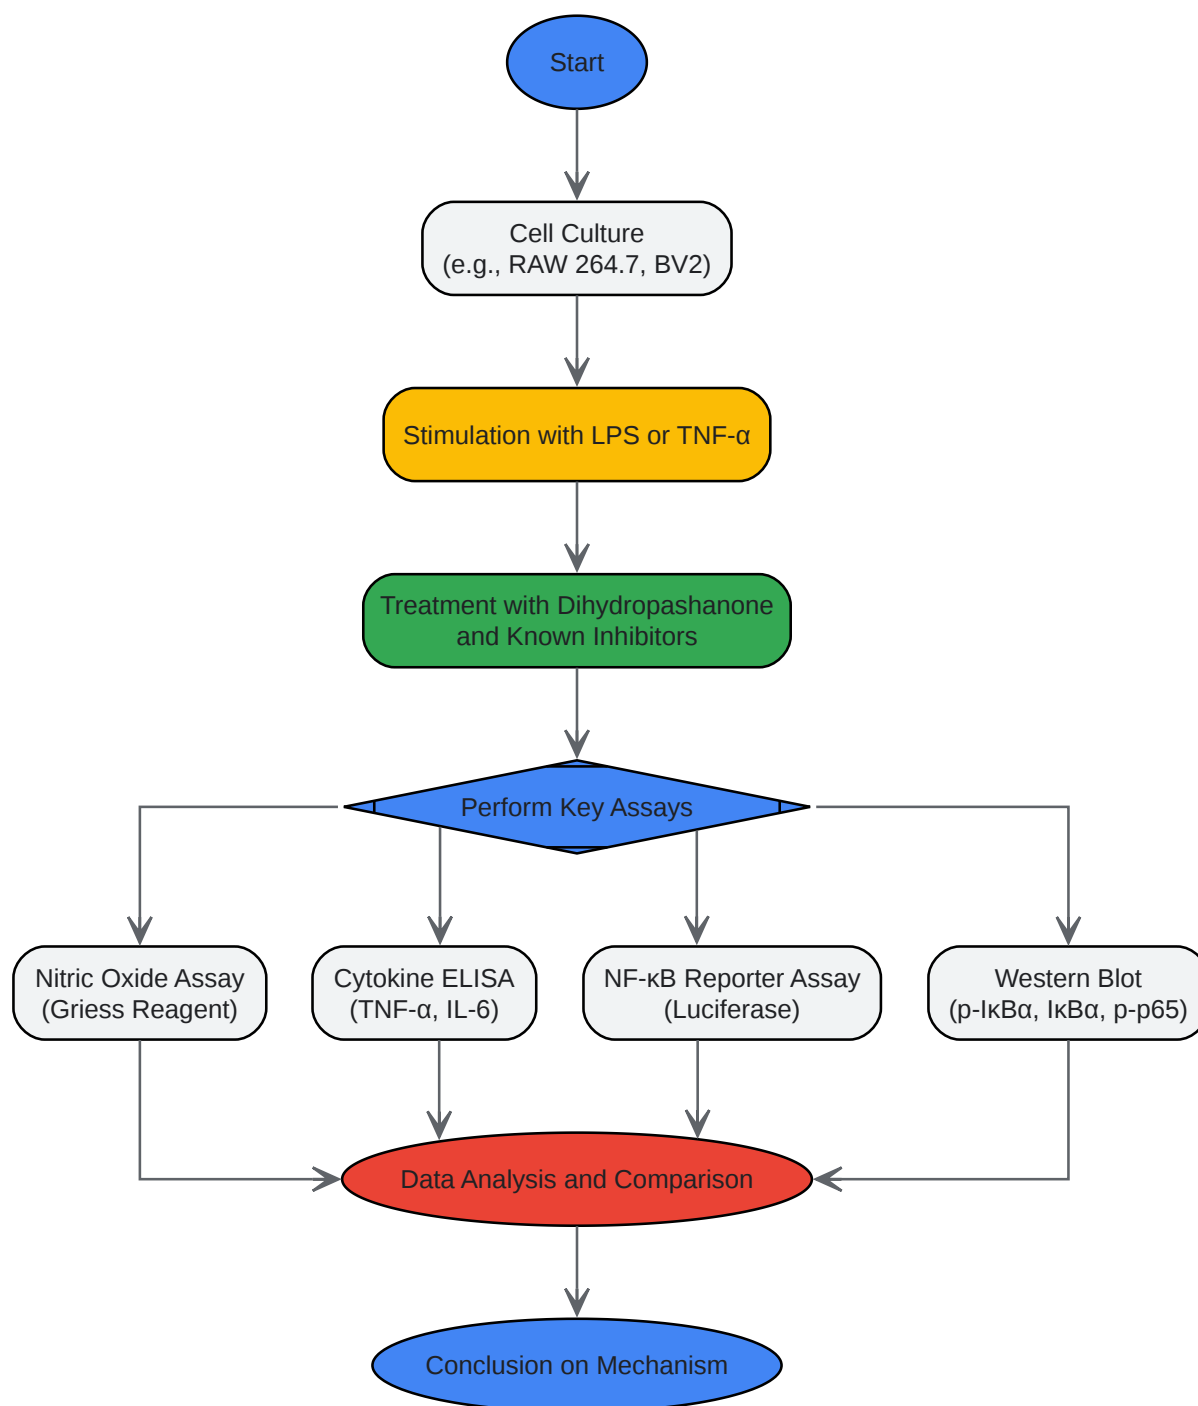 Start
Cell Culture
(e.g., RAW 264.7, BV2)
Stimulation with LPS or TNF-α
Treatment with Dihydropashanone
and Known Inhibitors
Perform Key Assays
Nitric Oxide Assay
(Griess Reagent)
Cytokine ELISA
(TNF-α, IL-6)
NF-κB Reporter Assay
(Luciferase)
Western Blot
(p-IκBα, IκBα, p-p65)
Data Analysis and Comparison
Conclusion on Mechanism